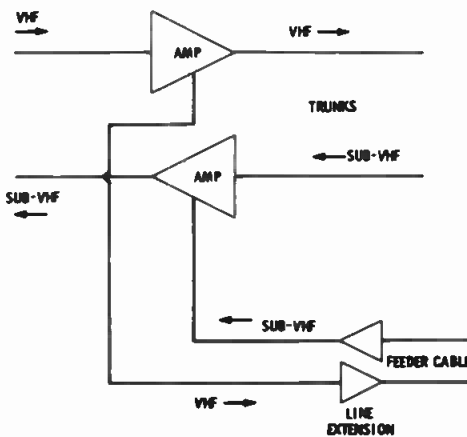 VHF
VHF
AMP
TRUNKS
SUB-VHF
AMP
SUB-VHF
SUB-VHF
FEEDER CABLE
VHF
LINE
EXTENSION